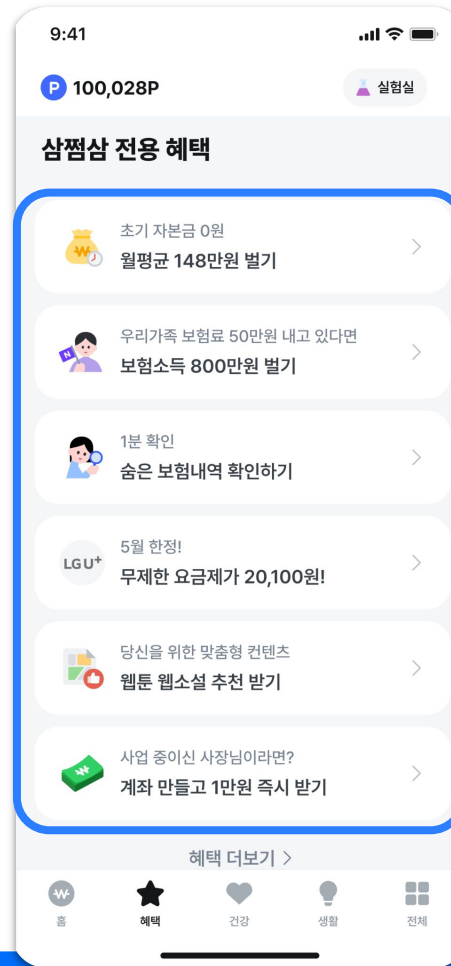 9:41
P 100,028P
실험실
삼쩜삼 전용 혜택
초기 자본금 0원
월평균 148만원 벌기
우리가족 보험료 50만원 내고 있다면
보험소득 800만원 벌기
N
1분 확인
숨은 보험내역 확인하기
LGU+
5월 한정!
무제한 요금제가 20,100원!
당신을 위한 맞춤형 컨텐츠
웹툰 웹소설 추천 받기
사업 중이신 사장님이라면?
계좌 만들고 1만원 즉시 받기
혜택 더보기
홈
혜택
건강
생활
전체